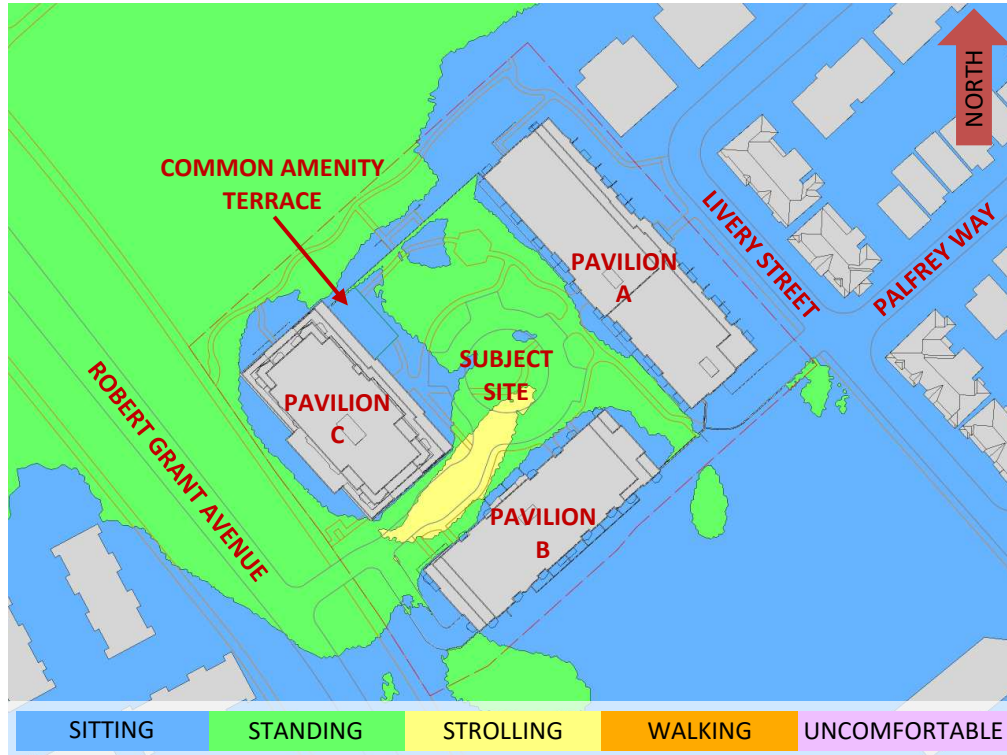 NORTH
COMMON AMENITY
TERRACE
LIVERY STREET
PALFREY WAY
PAVILION
A
SUBJECT
SITE
PAVILION
C
ROBERT GRANT AVENUE
PAVILION
B
SITTING
STANDING
STROLLING
WALKING
UNCOMFORTABLE